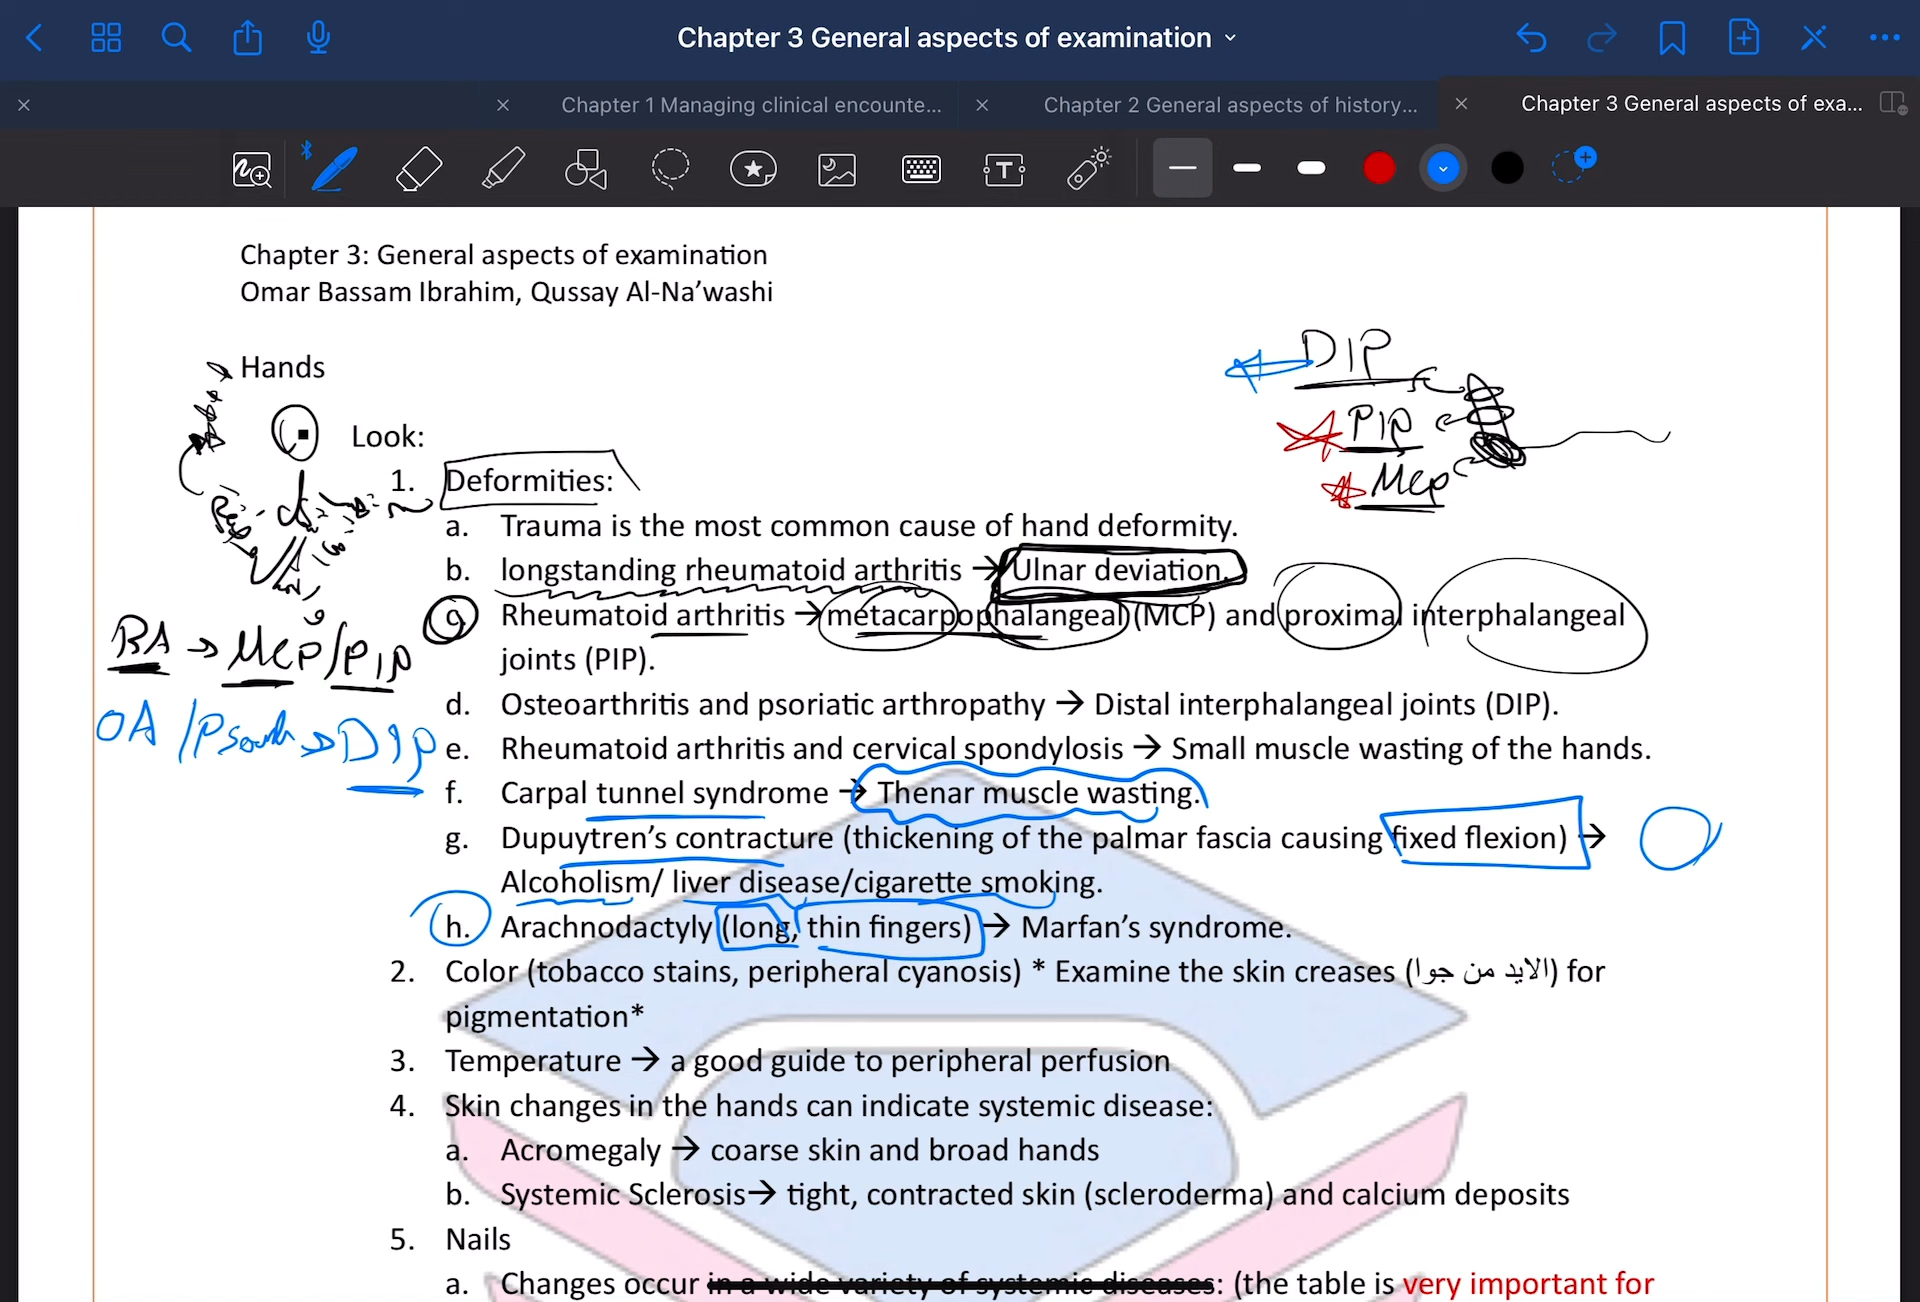 Chapter 3 General aspects of examination
Chapter 1 Managing clinical encounte...
Chapter 2 General aspects of history...
Chapter 3 General aspects of exa...
T
Chapter 3: General aspects of examination
Omar Bassam Ibrahim, Qussay Al-Na’washi
DIP
Hands
PIP
Look:
MCP
1. Deformities:
a. Trauma is the most common cause of hand deformity.
b. longstanding rheumatoid arthritis → Ulnar deviation.
c. Rheumatoid arthritis → metacarpophalangeal (MCP) and proximal interphalangeal
RA → MCP/PIP
joints (PIP).
d. Osteoarthritis and psoriatic arthropathy → Distal interphalangeal joints (DIP).
OA / → DIP
e. Rheumatoid arthritis and cervical spondylosis → Small muscle wasting of the hands.
f. Carpal tunnel syndrome → Thenar muscle wasting.
g. Dupuytren’s contracture (thickening of the palmar fascia causing fixed flexion) →
Alcoholism/ liver disease/cigarette smoking.
h. Arachnodactyly (long, thin fingers) → Marfan’s syndrome.
2. Color (tobacco stains, peripheral cyanosis) * Examine the skin creases (الايد من جوا) for
pigmentation*
3. Temperature → a good guide to peripheral perfusion
4. Skin changes in the hands can indicate systemic disease:
a. Acromegaly → coarse skin and broad hands
b. Systemic Sclerosis→ tight, contracted skin (scleroderma) and calcium deposits
5. Nails
a. Changes occur in a wide variety of systemic diseases: (the table is very important for